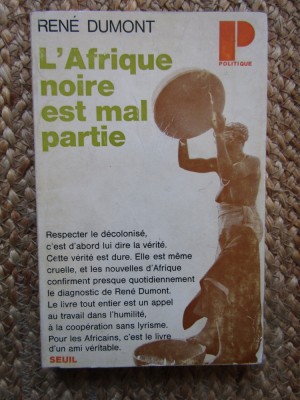 RENÉ DUMONT
P
POLITIQUE
L'Afrique
noire
est mal
partie
Respecter le décolonisé,
c'est d'abord lui dire la vérité.
Cette vérité est dure. Elle est même
cruelle, et les nouvelles d'Afrique
confirment presque quotidiennement
le diagnostic de René Dumont.
Le livre tout entier est un appel
au travail dans l'humilité,
à la coopération sans lyrisme.
Pour les Africains, c'est le livre
d'un ami véritable.
SEUIL